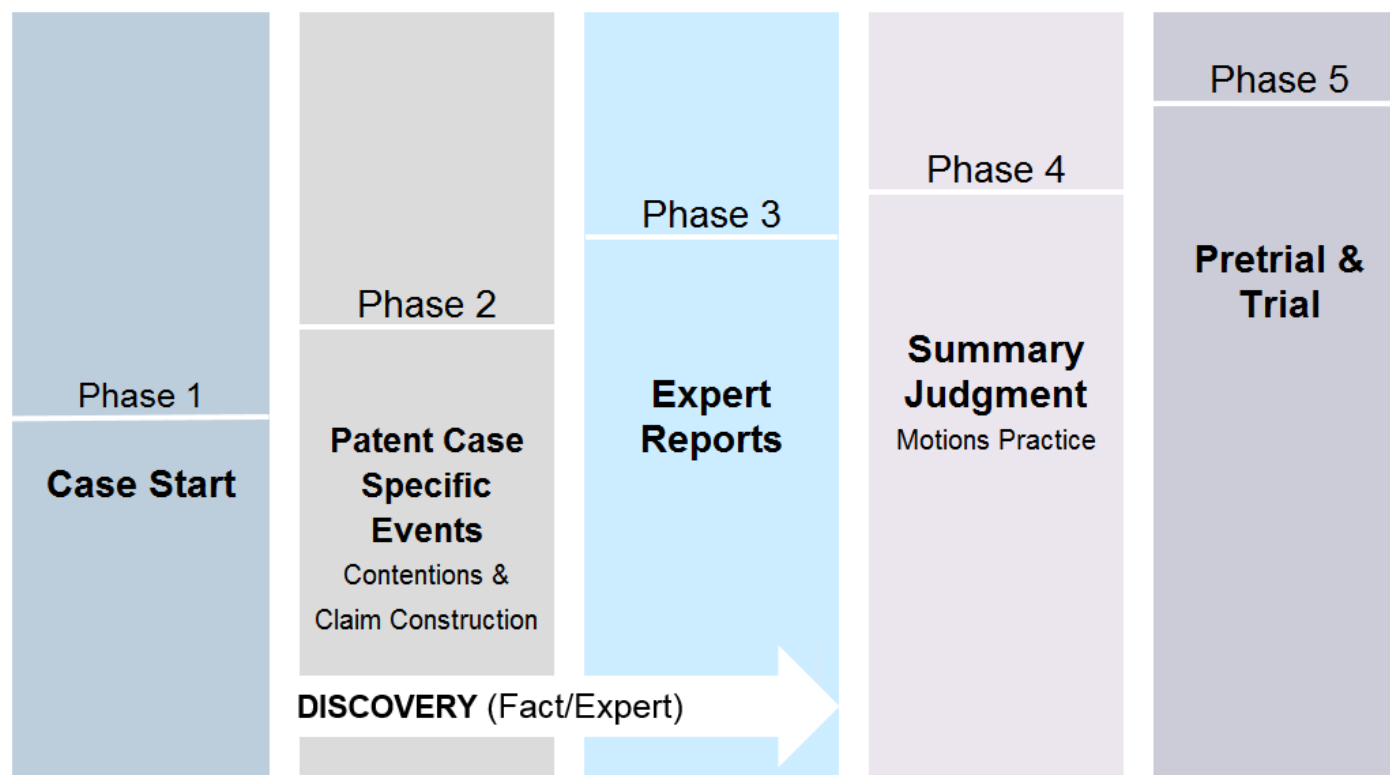 Phase 1
Case Start
Phase 2
Patent Case
Specific
Events
Contentions &
Claim Construction
Phase 3
Expert
Reports
Phase 4
Summary
Judgment
Motions Practice
Phase 5
Pretrial &
Trial
DISCOVERY (Fact/Expert)